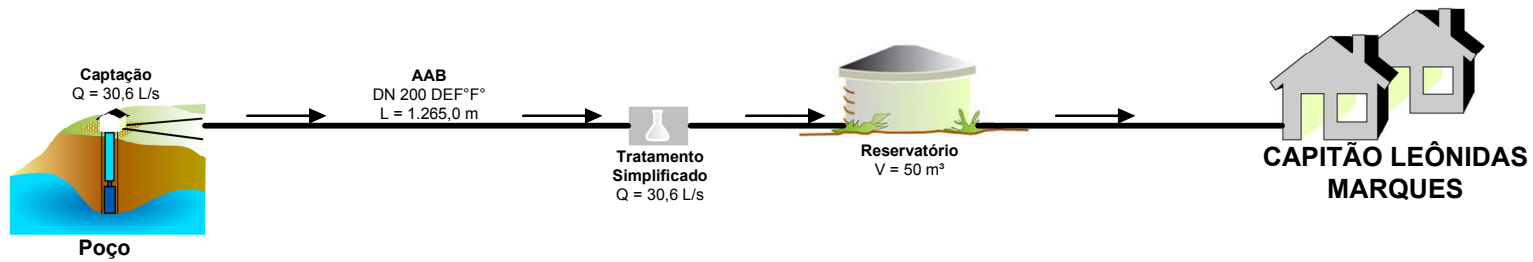 Captação
Q = 30,6 L/s
Poço
AAB
DN 200 DEF°F°
L = 1.265,0 m
Tratamento
Simplificado
Q = 30,6 L/s
Reservatório
V = 50 m³
CAPITÃO LEÔNIDAS
MARQUES